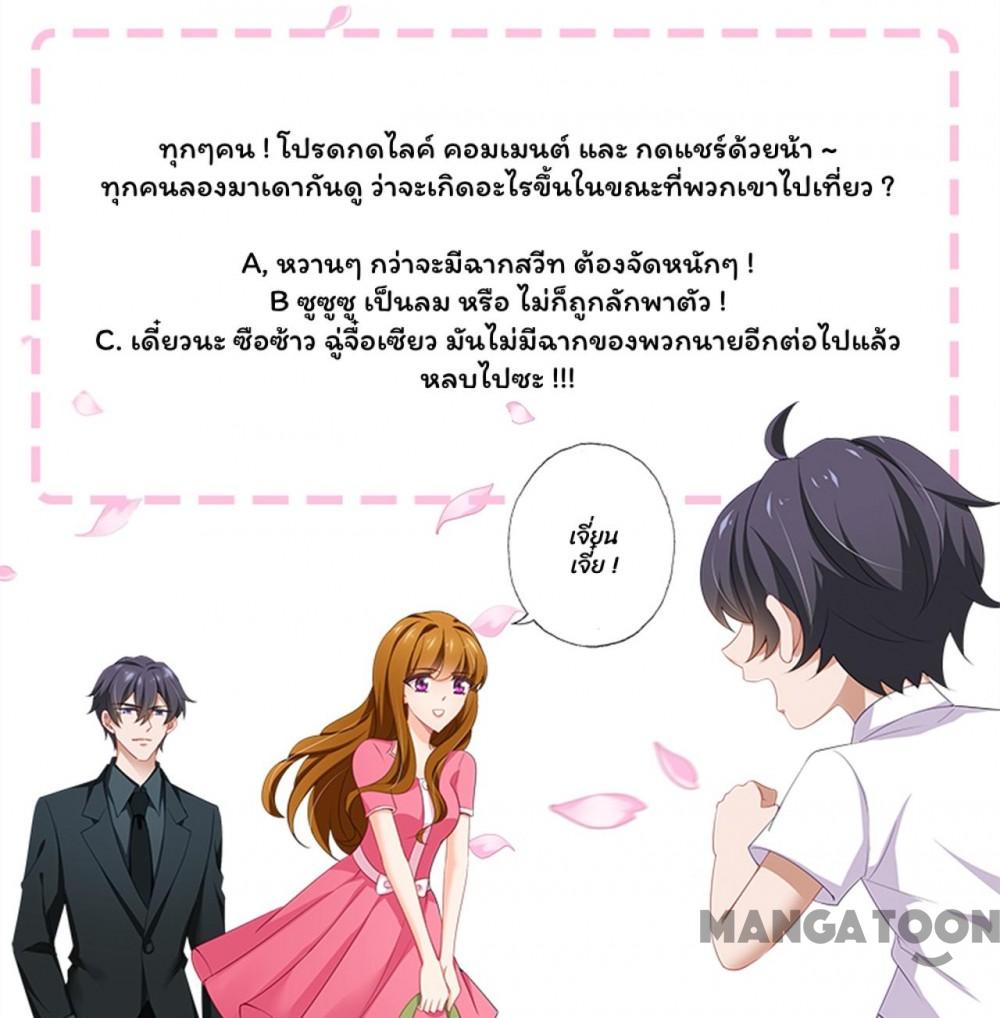 ทุกๆคน ! โปรดกดไลค์ คอมเมนต์ และ กดแชร์ด้วยน้า ~
ทุกคนลองมาเดากันดู ว่าจะเกิดอะไรขึ้นในขณะที่พวกเขาไปเที่ยว ?
A, หวานๆ กว่าจะมีฉากสวีท ต้องจัดหนักๆ !
B ซูซูซู เป็นลม หรือ ไม่ก็ถูกลักพาตัว !
C. เดี๋ยวนะ ซือซ้าว ฉู่จื่อเซียว มันไม่มีฉากของพวกนายอีกต่อไปแล้ว
หลบไปซะ !!!
เจี่ยน
เจี๋ย !
MANGATOON